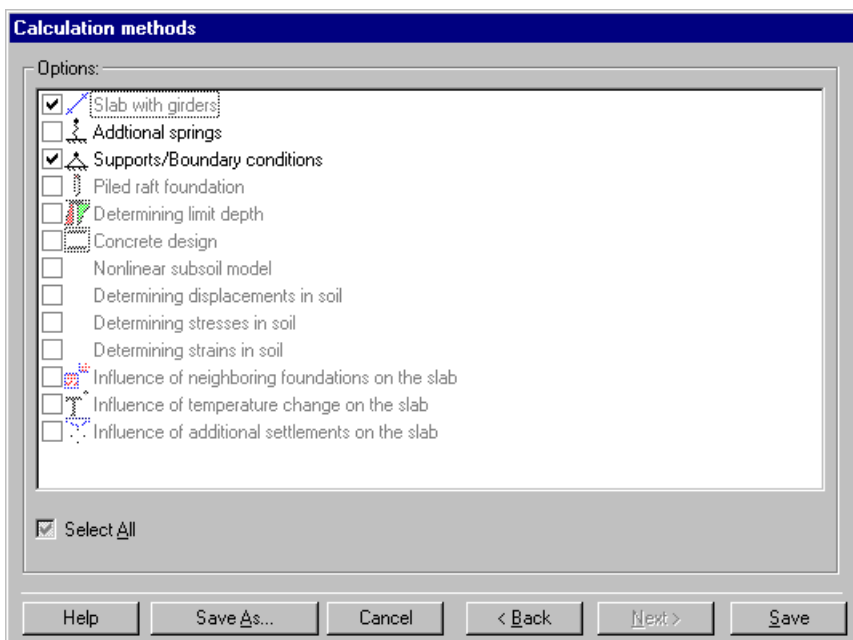 Calculation methods
Options:
Slab with girders
Addtional springs
Supports/Boundary conditions
Piled raft foundation
Determining limit depth
Concrete design
Nonlinear subsoil model
Determining displacements in soil
Determining stresses in soil
Determining strains in soil
Influence of neighboring foundations on the slab
Influence of temperature change on the slab
Influence of additional settlements on the slab
Select All
Help Save As... Cancel < Back Next > Save